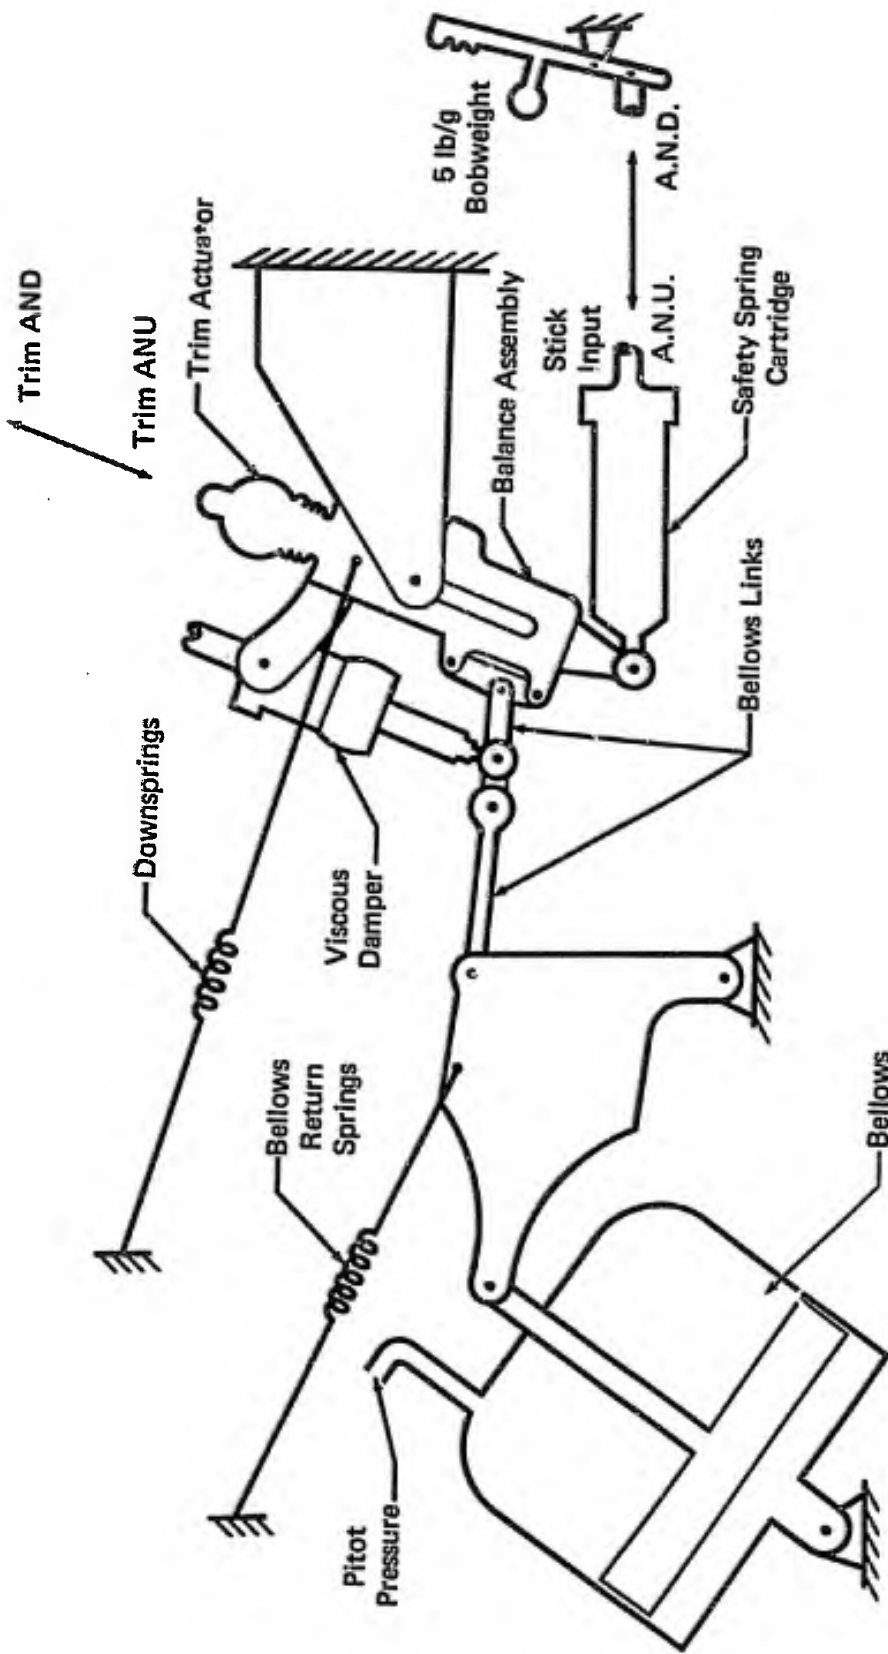 Trim AND
Trim ANU
Trim Actuator
Downsprings
5 lb/g
Bobweight
Balance Assembly
Stick
Input
A.N.U.
A.N.D.
Safety Spring
Cartridge
Viscous
Damper
Bellows Links
Bellows
Return
Springs
Pitot
Pressure
Bellows